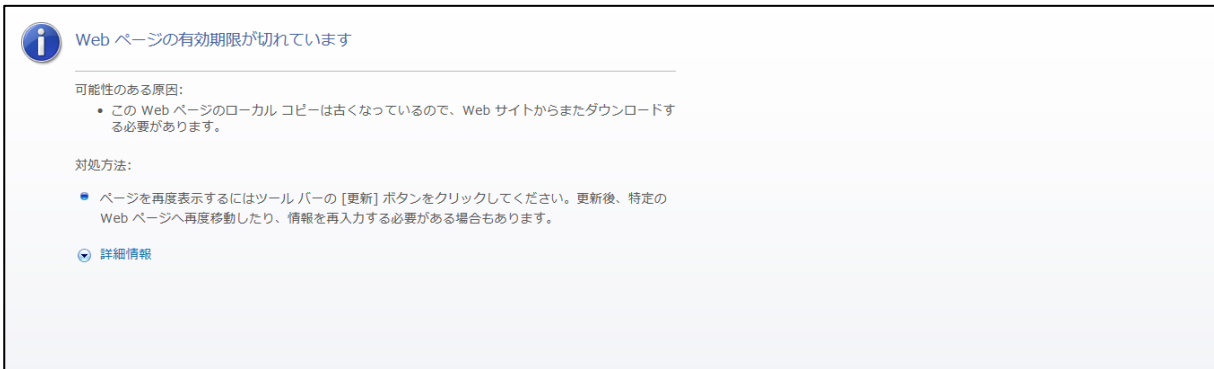 Web ページの有効期限が切れています
可能性のある原因:
• この Web ページのローカル コピーは古くなっているので、Web サイトからまたダウンロードす
る必要があります。
対処方法:
ページを再度表示するにはツール バーの [更新] ボタンをクリックしてください。更新後、特定の
Web ページへ再度移動したり、情報を再入力する必要がある場合もあります。
詳細情報